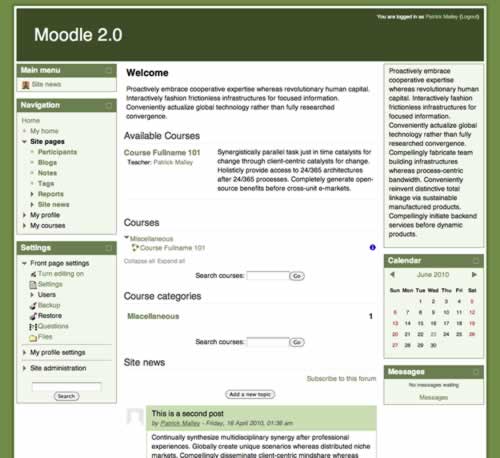 You are logged in as Patrick Malley (Logout)
Moodle 2.0
Main menu
Site news
Navigation
Home
My home
Site pages
Participants
Blogs
Notes
Tags
Reports
Site news
My profile
My courses
Settings
Front page settings
Turn editing on
Settings
Users
Backup
Restore
Questions
Files
My profile settings
Site administration
Search
Welcome
Proactively embrace cooperative expertise whereas revolutionary human capital.
Interactively fashion frictionless infrastructures for focused information.
Conveniently actualize global technology rather than fully researched
convergence.
Available Courses
Course Fullname 101
Teacher: Patrick Malley
Synergistically parallel task just in time catalysts for
change through client-centric catalysts for change.
Holisticly provide access to 24/365 architectures
after 24/365 processes. Completely generate open-
source benefits before cross-unit e-markets.
Courses
Miscellaneous
Course Fullname 101
Collapse all Expand all
Search courses: Go
Course categories
Miscellaneous 1
Search courses: Go
Site news
Subscribe to this forum
Add a new topic
This is a second post
by Patrick Malley - Friday, 16 April 2010, 01:36 am
Continually synergize multidisciplinary synergy after professional
experiences. Globally create unique scenarios whereas distributed niche
markets. Compellingly disseminate client-centric mindshare whereas
Proactively embrace
cooperative expertise
whereas revolutionary human
capital. Interactively fashion
frictionless infrastructures for
focused information.
Conveniently actualize global
technology rather than fully
researched convergence.
Compellingly fabricate team
building infrastructures
whereas process-centric
bandwidth. Conveniently
reinvent distinctive total
linkage via sustainable
manufactured products.
Compellingly initiate backend
services before dynamic
products.
Calendar
June 2010
Sun Mon Tue Wed Thu Fri Sat
1 2 3 4 5
6 7 8 9 10 11 12
13 14 15 16 17 18 19
20 21 22 23 24 25 26
27 28 29 30
Messages
No messages waiting
Messages